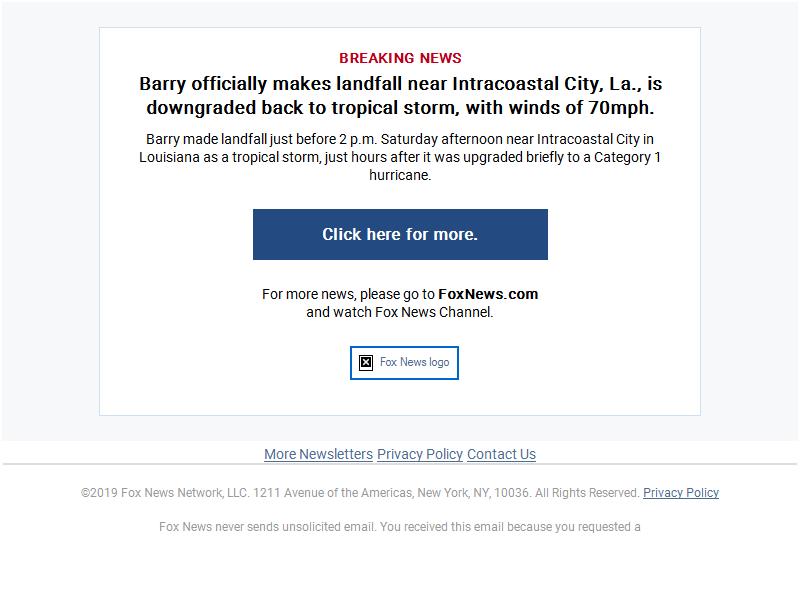 BREAKING NEWS
Barry officially makes landfall near Intracoastal City, La., is
downgraded back to tropical storm, with winds of 70mph.
Barry made landfall just before 2 p.m. Saturday afternoon near Intracoastal City in
Louisiana as a tropical storm, just hours after it was upgraded briefly to a Category 1
hurricane.
Click here for more.
For more news, please go to FoxNews.com
and watch Fox News Channel.
Fox News logo
More Newsletters Privacy Policy Contact Us
©2019 Fox News Network, LLC. 1211 Avenue of the Americas, New York, NY, 10036. All Rights Reserved. Privacy Policy
Fox News never sends unsolicited email. You received this email because you requested a